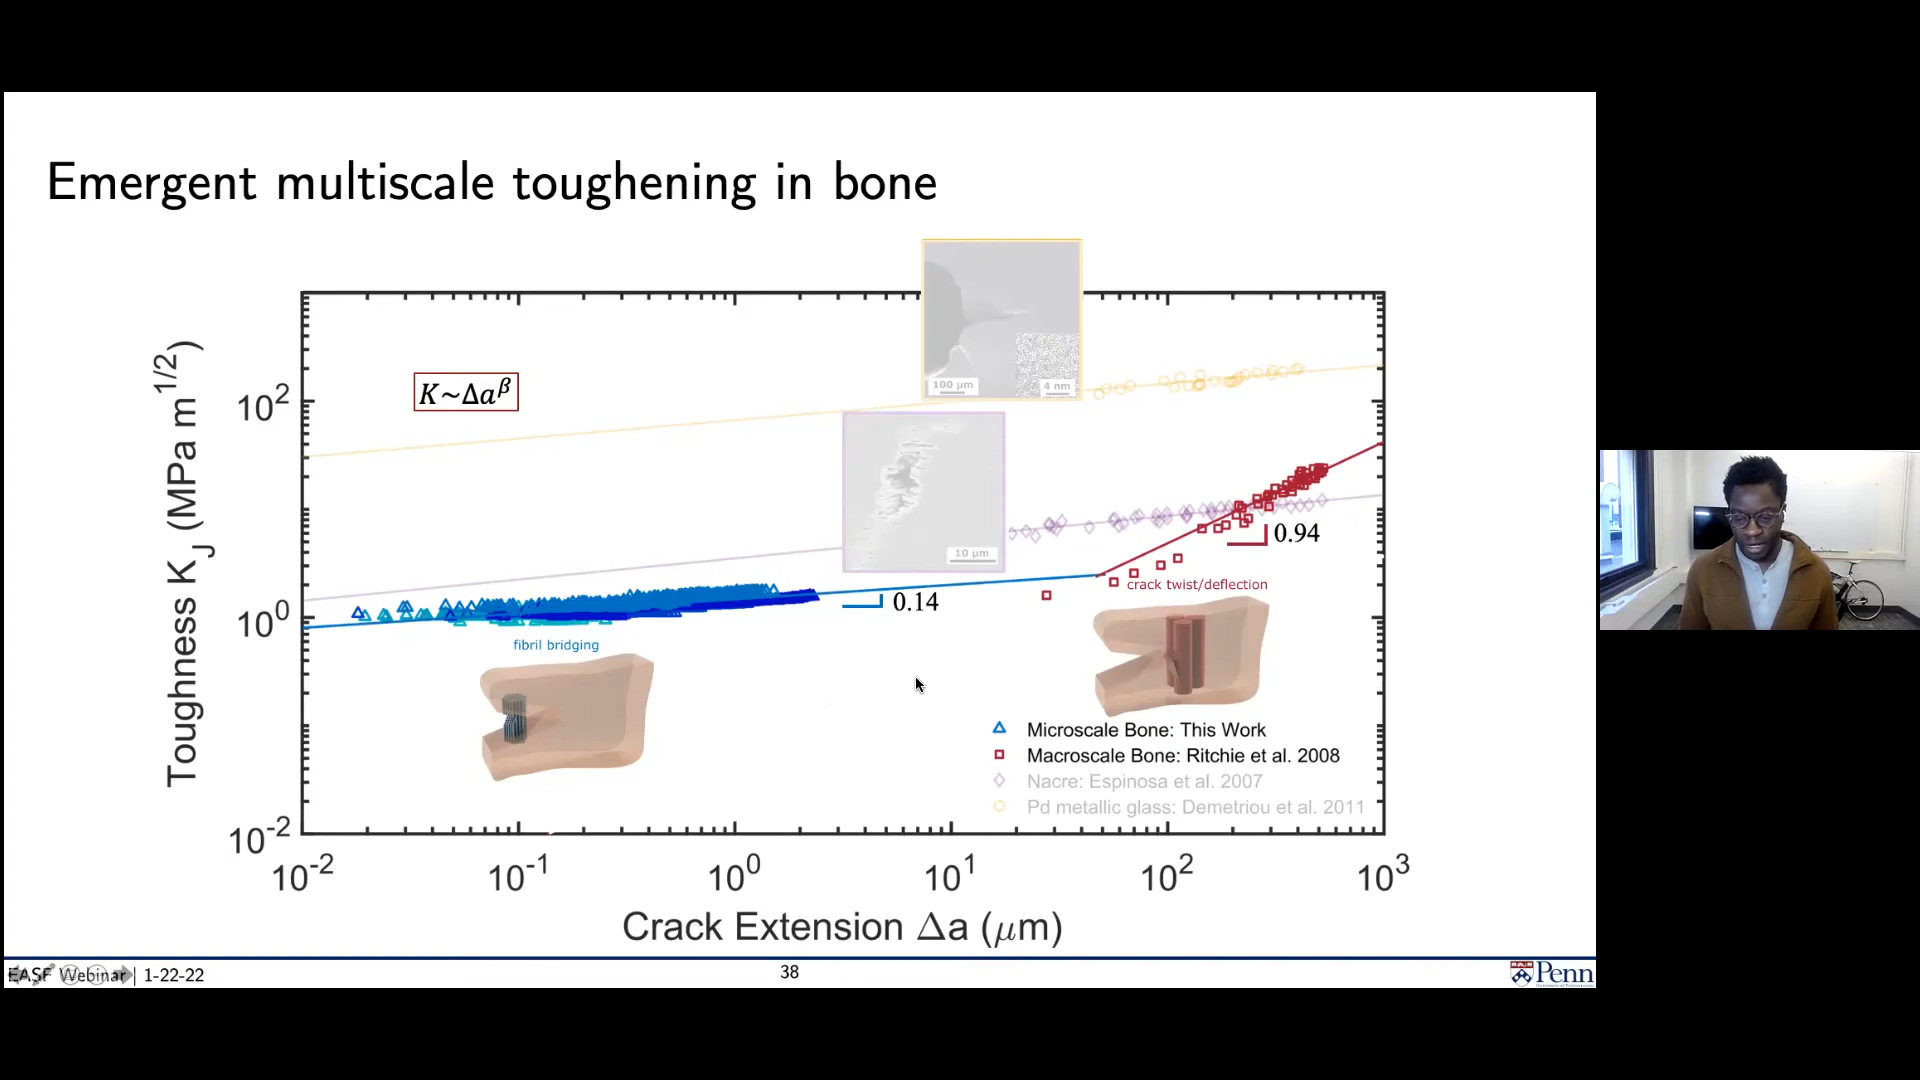 Emergent multiscale toughening in bone
Toughness K_J (MPa m^1/2)
10^2
10^0
10^-2
K~Δa^β
100 μm
4 nm
10 μm
0.94
crack twist/deflection
0.14
fibril bridging
Microscale Bone: This Work
Macroscale Bone: Ritchie et al. 2008
Nacre: Espinosa et al. 2007
Pd metallic glass: Demetriou et al. 2011
10^-2 10^-1 10^0 10^1 10^2 10^3
Crack Extension Δa (μm)
EASF Webinar | 1-22-22
38
Penn